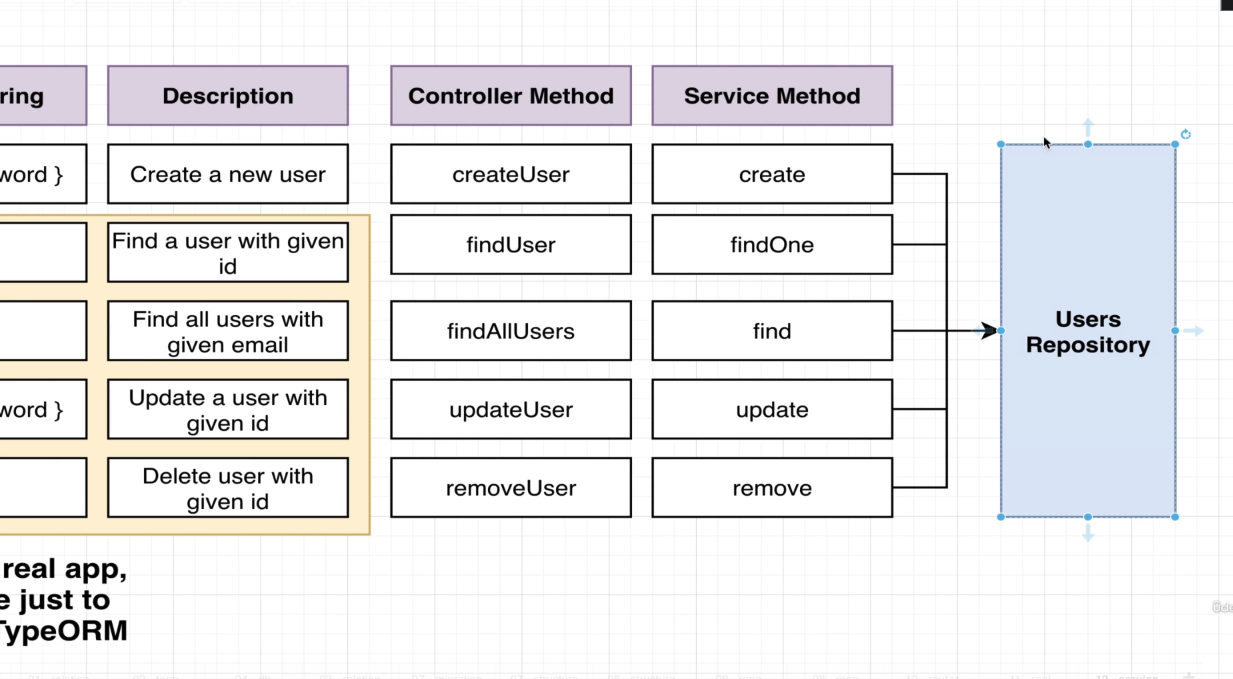 ring
Description
Controller Method
Service Method
word }
Create a new user
createUser
create
Find a user with given
id
findUser
findOne
Find all users with
given email
findAllUsers
find
Users
Repository
word }
Update a user with
given id
updateUser
update
Delete user with
given id
removeUser
remove
real app,
e just to
TypeORM